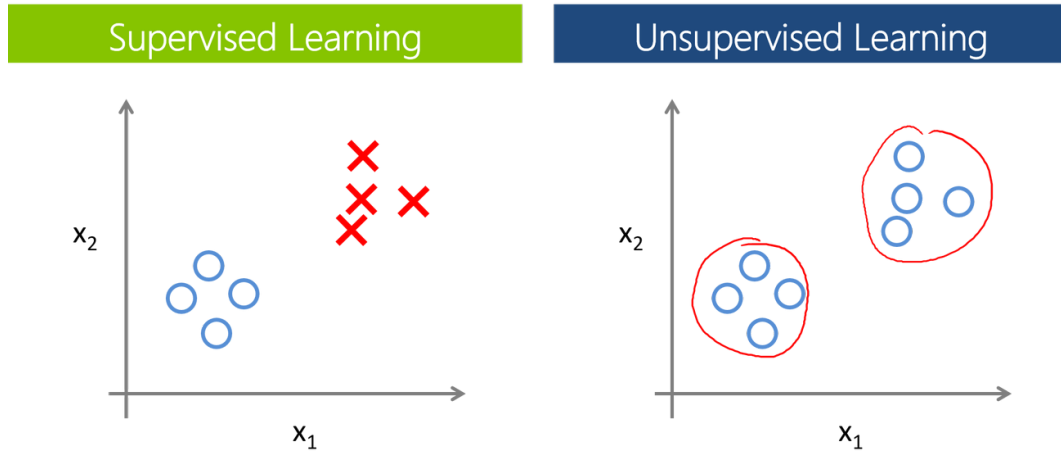 Supervised Learning
Unsupervised Learning
x₂
x₁
x₂
x₁